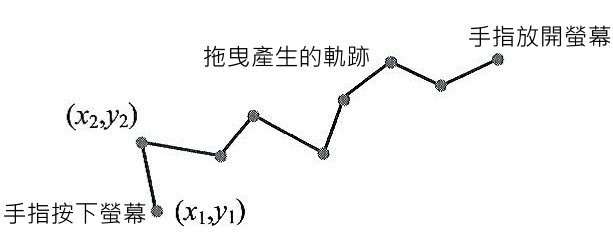 手指放開螢幕
拖曳產生的軌跡
(x₂,y₂)
手指按下螢幕
(x₁,y₁)